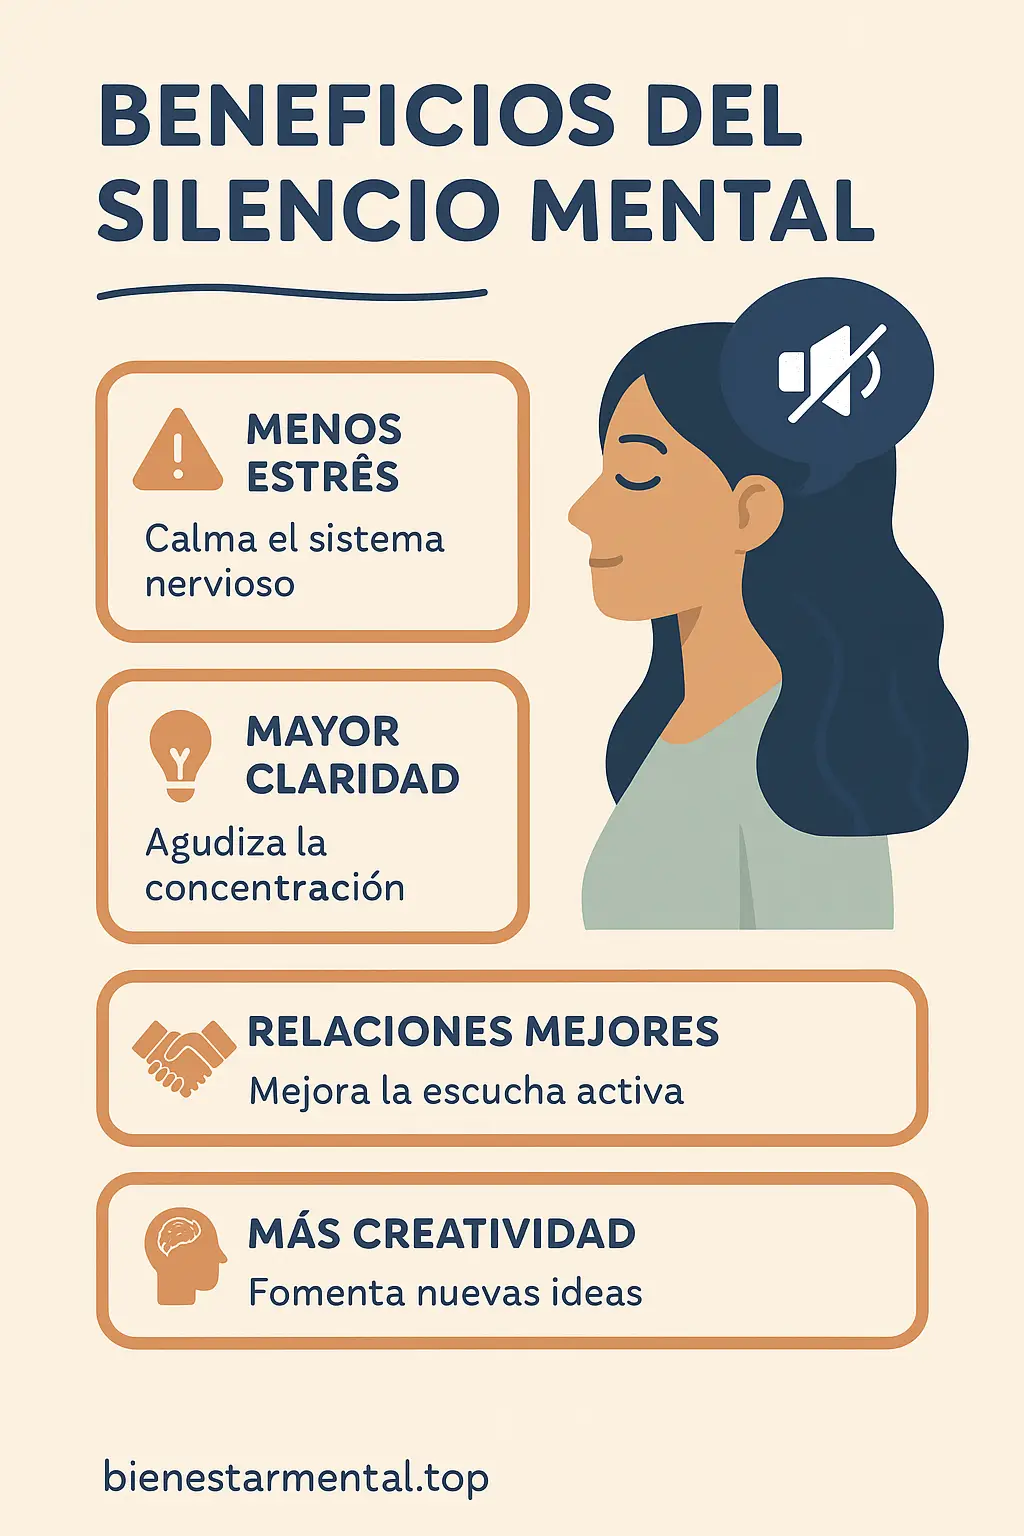 BENEFICIOS DEL
SILENCIO MENTAL
MENOS
ESTRÊS
Calma el sistema
nervioso
MAYOR
CLARIDAD
Agudiza la
concentración
RELACIONES MEJORES
Mejora la escucha activa
MÁS CREATIVIDAD
Fomenta nuevas ideas
bienestarmental.top